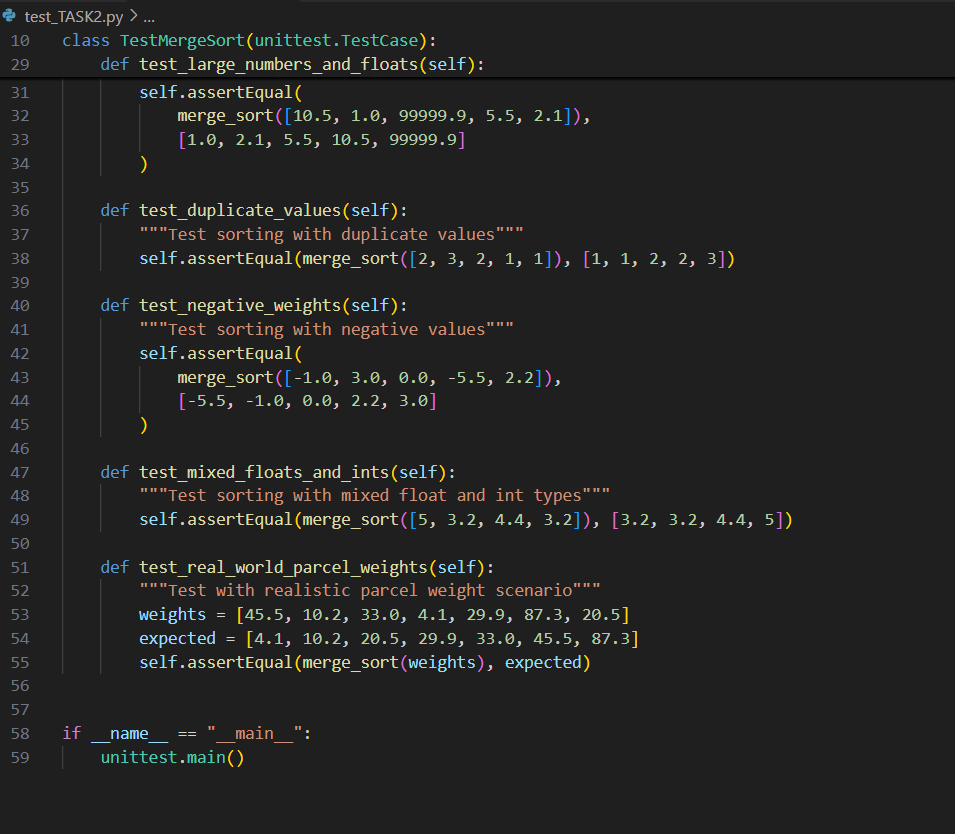 test_TASK2.py > ...
10 class TestMergeSort(unittest.TestCase):
29     def test_large_numbers_and_floats(self):
31         self.assertEqual(
32             merge_sort([10.5, 1.0, 99999.9, 5.5, 2.1]),
33             [1.0, 2.1, 5.5, 10.5, 99999.9]
34         )
35
36     def test_duplicate_values(self):
37         """Test sorting with duplicate values"""
38         self.assertEqual(merge_sort([2, 3, 2, 1, 1]), [1, 1, 2, 2, 3])
39
40     def test_negative_weights(self):
41         """Test sorting with negative values"""
42         self.assertEqual(
43             merge_sort([-1.0, 3.0, 0.0, -5.5, 2.2]),
44             [-5.5, -1.0, 0.0, 2.2, 3.0]
45         )
46
47     def test_mixed_floats_and_ints(self):
48         """Test sorting with mixed float and int types"""
49         self.assertEqual(merge_sort([5, 3.2, 4.4, 3.2]), [3.2, 3.2, 4.4, 5])
50
51     def test_real_world_parcel_weights(self):
52         """Test with realistic parcel weight scenario"""
53         weights = [45.5, 10.2, 33.0, 4.1, 29.9, 87.3, 20.5]
54         expected = [4.1, 10.2, 20.5, 29.9, 33.0, 45.5, 87.3]
55         self.assertEqual(merge_sort(weights), expected)
56
57
58 if __name__ == "__main__":
59     unittest.main()